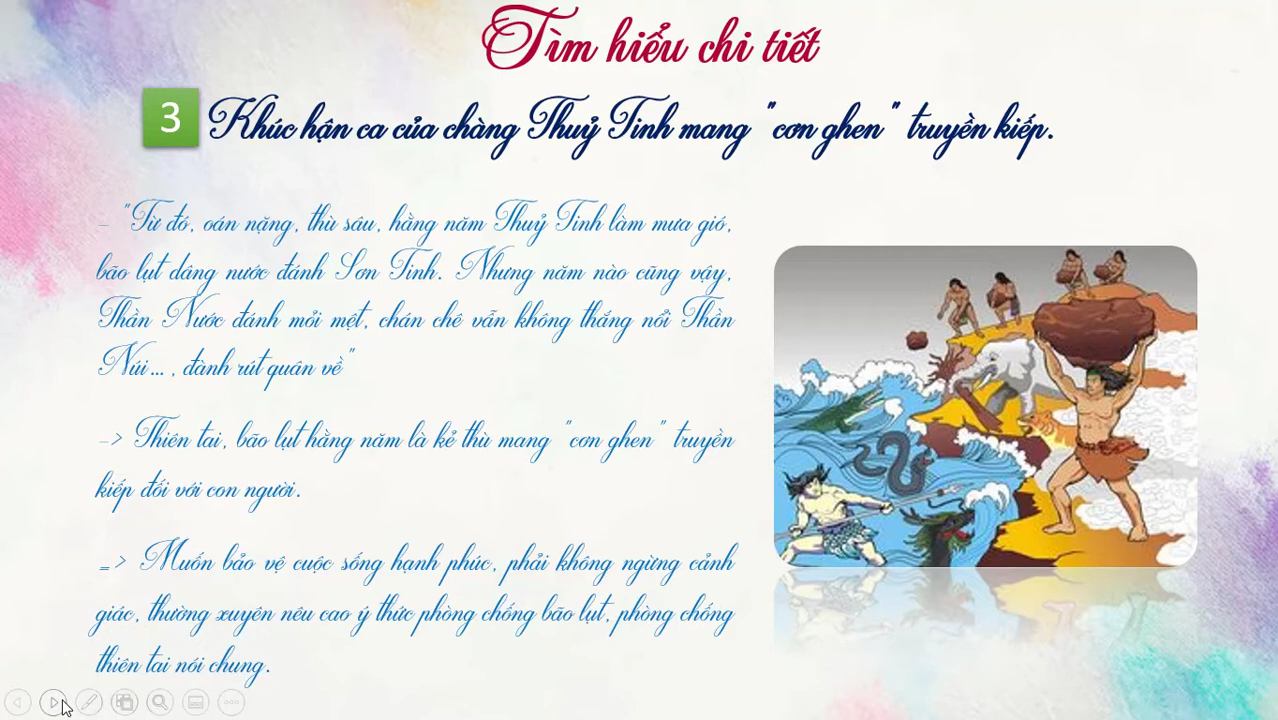 Tìm hiểu chi tiết
3 Khúc hận ca của chàng Thuỷ Tinh mang "cơn ghen" truyền kiếp.
- "Từ đó, oán nặng, thù sâu, hằng năm Thuỷ Tinh làm mưa gió,
bão lụt dâng nước đánh Sơn Tinh. Nhưng năm nào cũng vậy,
Thần Nước đánh mỏi mệt, chán chê vẫn không thắng nổi Thần
Núi... , đành rút quân về"
-> Thiên tai, bão lụt hằng năm là kẻ thù mang "cơn ghen" truyền
kiếp đối với con người.
=> Muốn bảo vệ cuộc sống hạnh phúc, phải không ngừng cảnh
giác, thường xuyên nêu cao ý thức phòng chống bão lụt, phòng chống
thiên tai nói chung.